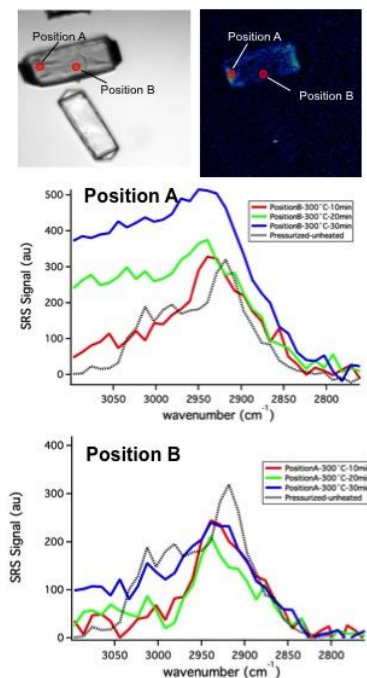 Position A
Position B
Position A
Position B
Position A
500
400
300
200
100
0
SRS Signal (au)
PositionB-300°C-10min
PositionB-300°C-20min
PositionB-300°C-30min
Pressurized-unheated
3050 3000 2950 2900 2850 2800
wavenumber (cm-1)
Position B
400
300
200
100
0
SRS Signal (au)
PositionA-300°C-10min
PositionA-300°C-20min
PositionA-300°C-30min
Pressurized-unheated
3050 3000 2950 2900 2850 2800
wavenumber (cm-1)